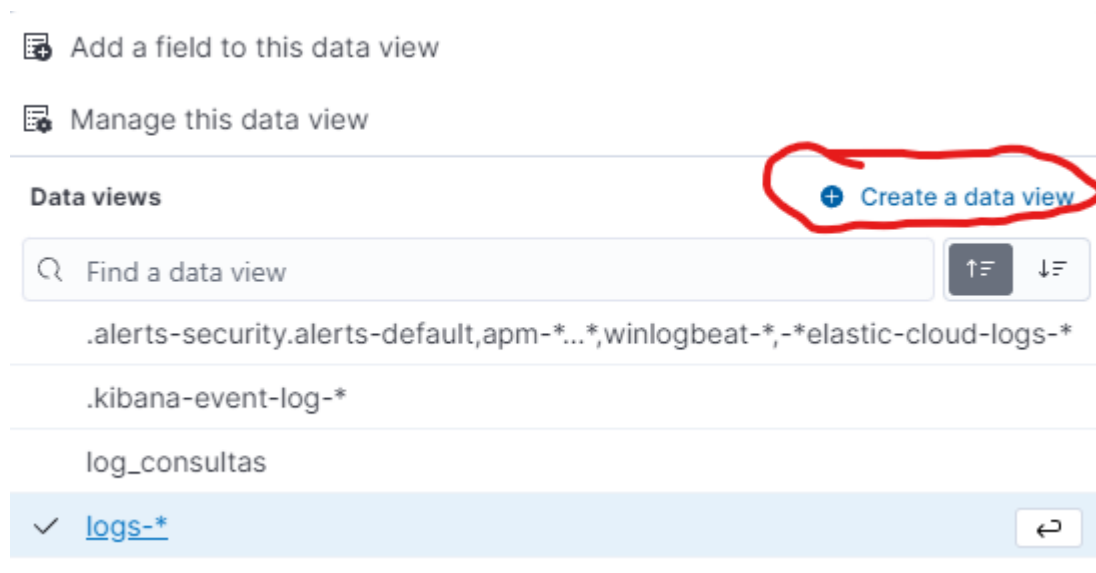 Add a field to this data view
Manage this data view
Data views
Create a data view
Find a data view
.alerts-security.alerts-default,apm-*...*,winlogbeat-*,-*elastic-cloud-logs-*
.kibana-event-log-*
log_consultas
logs-*